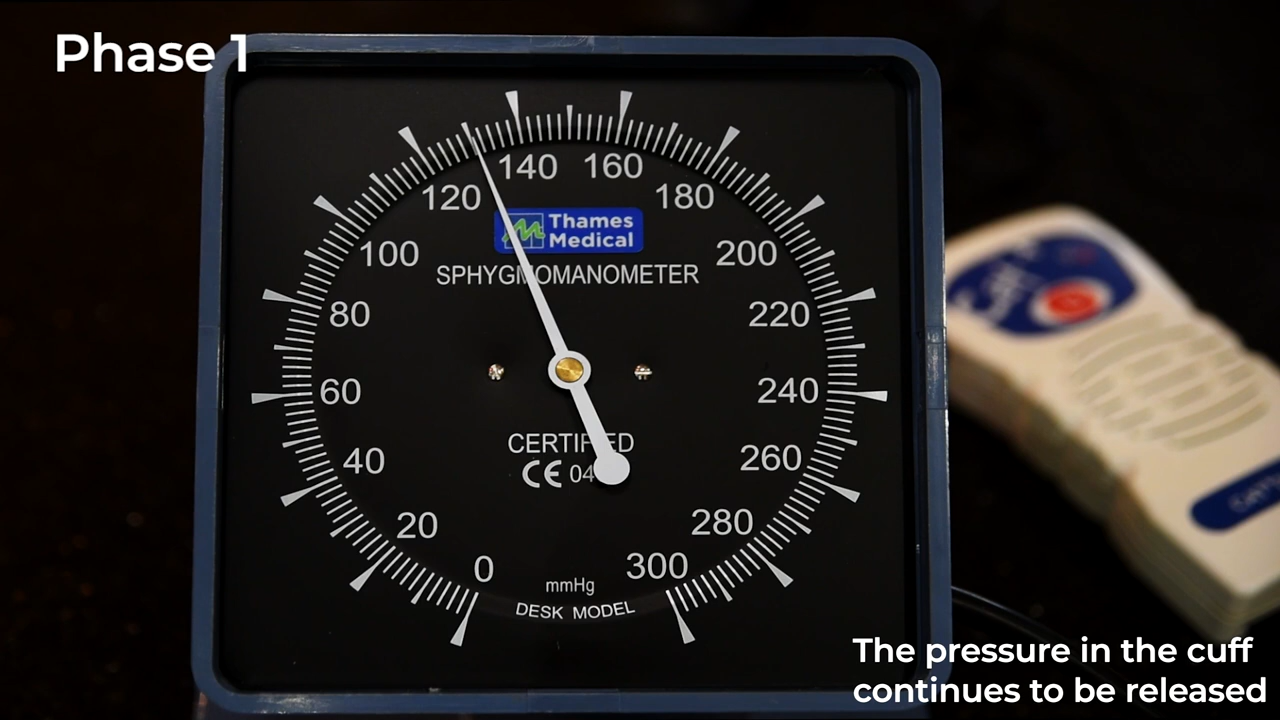 Phase 1
140
160
120
180
Thames
Medical
100
200
SPHYGMOMANOMETER
80
220
60
240
CERTIFIED
40
260
CE 04
20
280
0
300
mmHg
DESK MODEL
The pressure in the cuff
continues to be released